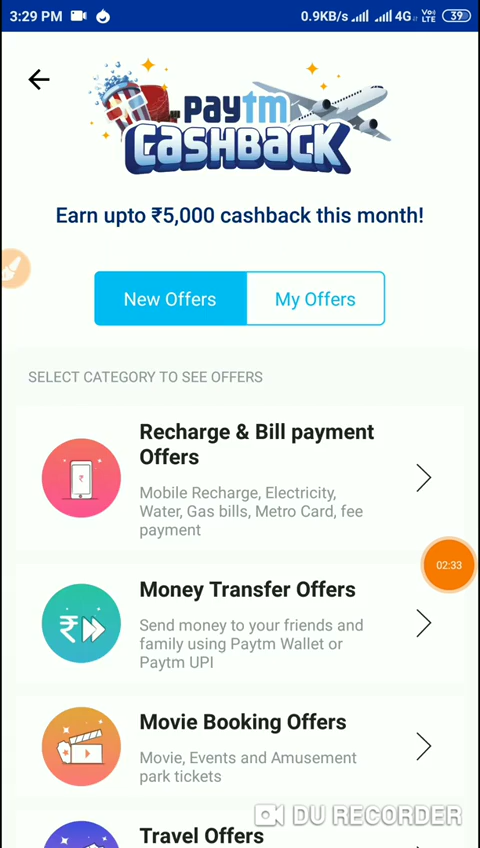 3:29 PM 0.9KB/s 4G Vo LTE 39
paytm
CASHBACK
Earn upto ₹5,000 cashback this month!
New Offers My Offers
SELECT CATEGORY TO SEE OFFERS
Recharge & Bill payment
Offers
Mobile Recharge, Electricity,
Water, Gas bills, Metro Card, fee
payment
02:33
Money Transfer Offers
Send money to your friends and
family using Paytm Wallet or
Paytm UPI
Movie Booking Offers
Movie, Events and Amusement
park tickets
DU RECORDER
Travel Offers